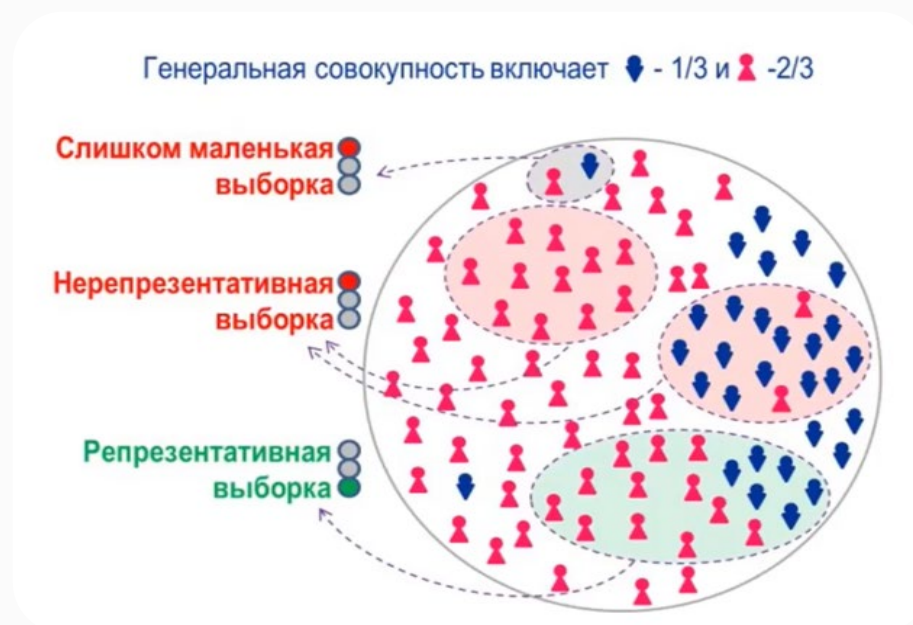 Генеральная совокупность включает - 1/3 и -2/3
Слишком маленькая
выборка
Нерепрезентативная
выборка
Репрезентативная
выборка